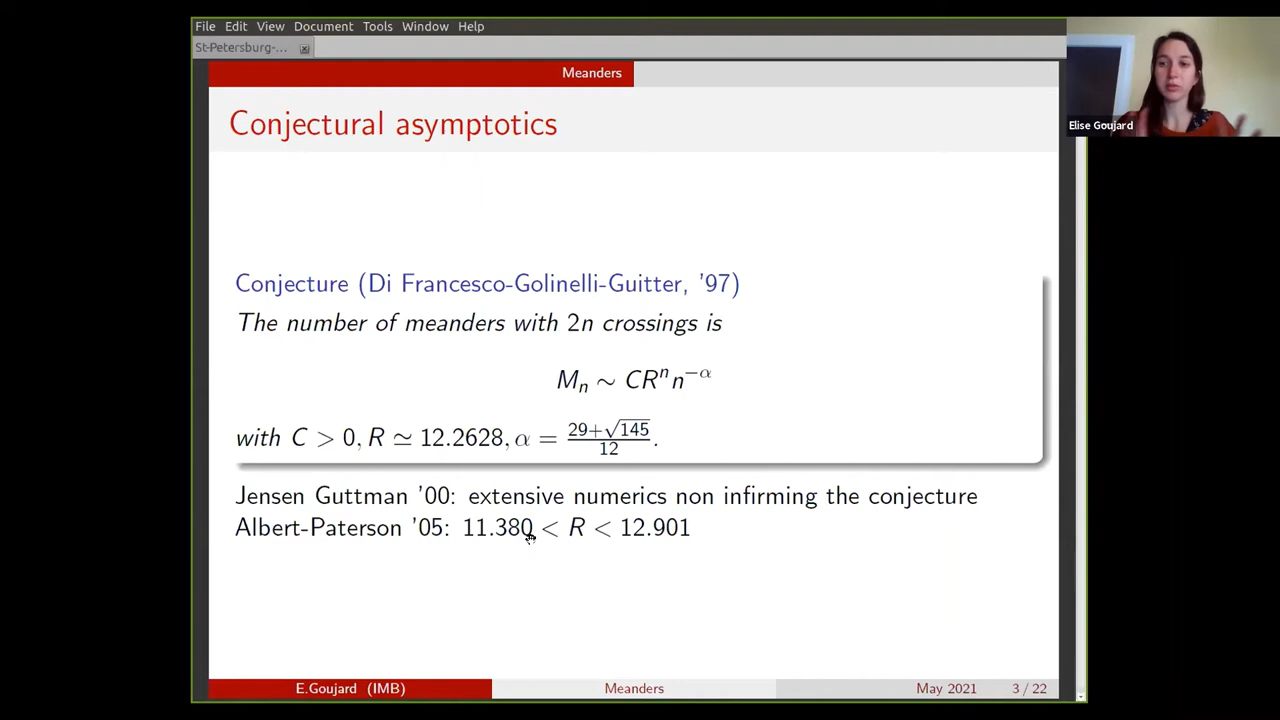 File Edit View Document Tools Window Help
St-Petersburg-...
Meanders
Conjectural asymptotics
Elise Goujard
Conjecture (Di Francesco-Golinelli-Guitter, '97)
The number of meanders with 2n crossings is
Mₙ ∼ CRⁿn^{−α}
with C > 0, R ≃ 12.2628, α = (29+√145)/12.
Jensen Guttman '00: extensive numerics non infirming the conjecture
Albert-Paterson '05: 11.380 < R < 12.901
E.Goujard (IMB) Meanders May 2021 3 / 22